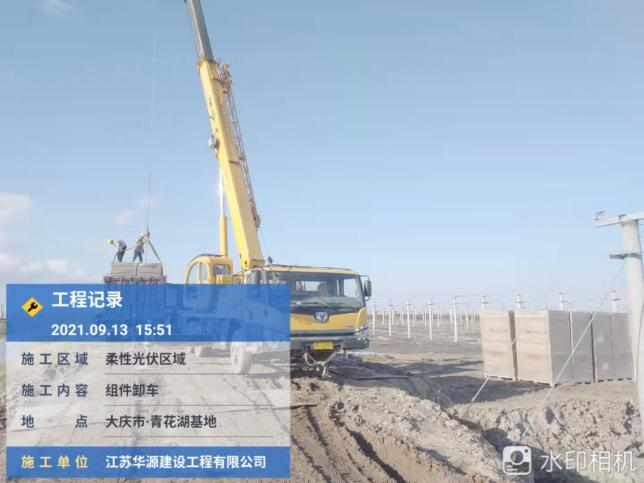 工程记录
2021.09.13 15:51
施工区域 柔性光伏区域
施工内容 组件卸车
地 点 大庆市·青花湖基地
施工单位 江苏华源建设工程有限公司
水印相机